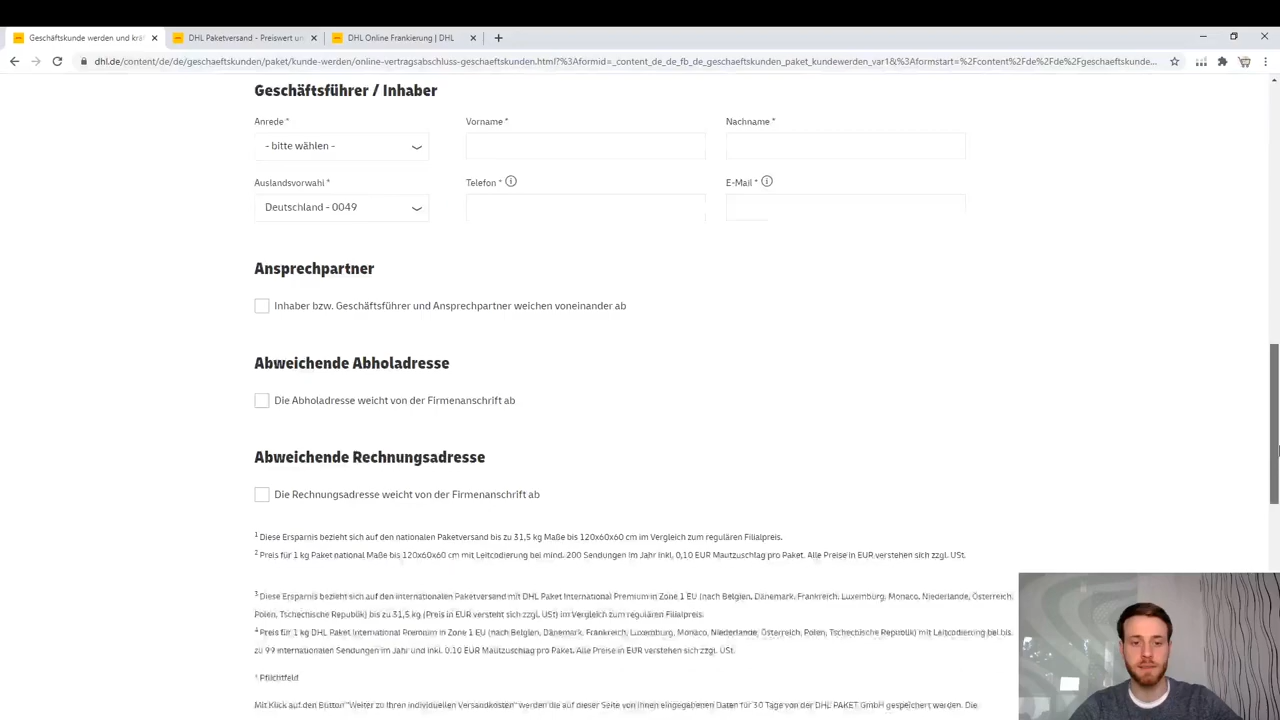 Geschäftskunde werden und krä
DHL Paketversand - Preiswert un
DHL Online Frankierung | DHL
dhl.de/content/de/de/geschaeftskunden/paket/kunde-werden/online-vertragsabschluss-geschaeftskunden.html?%3Aformid=_content_de_de_fb_de_geschaeftskunden_paket_kundewerden_var1&%3Aformstart=%2Fcontent%2Fde%2Fde%2Fgeschaeftskunde...
Geschäftsführer / Inhaber
Anrede * Vorname * Nachname *
- bitte wählen -
Auslandsvorwahl * Telefon * E-Mail *
Deutschland - 0049
Ansprechpartner
Inhaber bzw. Geschäftsführer und Ansprechpartner weichen voneinander ab
Abweichende Abholadresse
Die Abholadresse weicht von der Firmenanschrift ab
Abweichende Rechnungsadresse
Die Rechnungsadresse weicht von der Firmenanschrift ab
1 Diese Ersparnis bezieht sich auf den nationalen Paketversand bis zu 31,5 kg Maße bis 120x60x60 cm im Vergleich zum regulären Filialpreis.
2 Preis für 1 kg Paket national Maße bis 120x60x60 cm mit Leitcodierung bei mind. 200 Sendungen im Jahr inkl. 0,10 EUR Mautzuschlag pro Paket. Alle Preise in EUR verstehen sich zzgl. USt.
3 Diese Ersparnis bezieht sich auf den internationalen Paketversand mit DHL Paket International Premium in Zone 1 EU (nach Belgien, Dänemark, Frankreich, Luxemburg, Monaco, Niederlande, Österreich,
Polen, Tschechische Republik) bis zu 31,5 kg (Preis in EUR versteht sich zzgl. USt) im Vergleich zum regulären Filialpreis.
4 Preis für 1 kg DHL Paket International Premium in Zone 1 EU (nach Belgien, Dänemark, Frankreich, Luxemburg, Monaco, Niederlande, Österreich, Polen, Tschechische Republik) mit Leitcodierung bei bis
zu 99 internationalen Sendungen im Jahr und inkl. 0,10 EUR Mautzuschlag pro Paket. Alle Preise in EUR verstehen sich zzgl. USt.
* Pflichtfeld
Mit Klick auf den Button "Weiter zu Ihren individuellen Versandkosten" werden die auf dieser Seite von Ihnen eingegebenen Daten für 30 Tage von der DHL PAKET GmbH gespeichert werden. Die